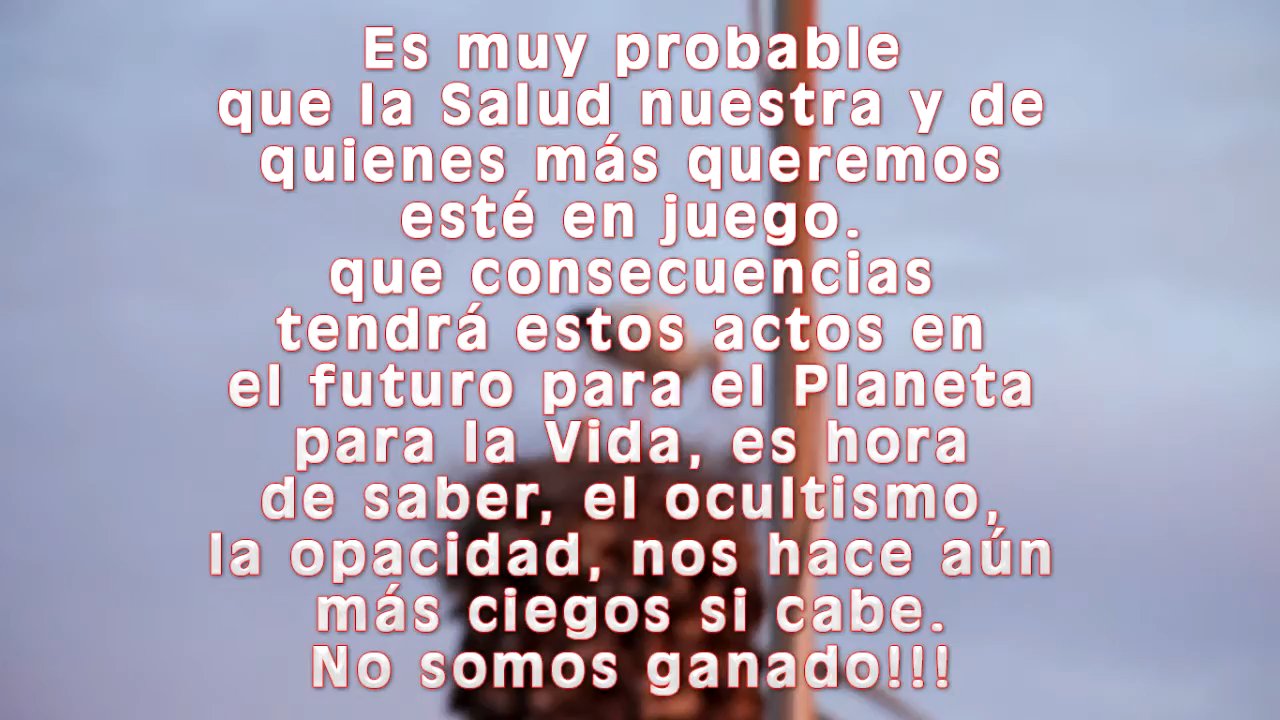 Es muy probable
que la Salud nuestra y de
quienes más queremos
esté en juego.
que consecuencias
tendrá estos actos en
el futuro para el Planeta
para la Vida, es hora
de saber, el ocultismo,
la opacidad, nos hace aún
más ciegos si cabe.
No somos ganado!!!